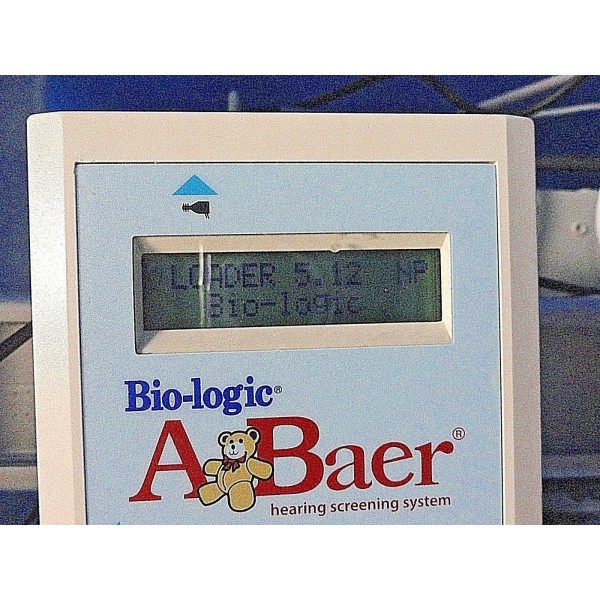 LOADER 5.12 MP
Bio-logic
Bio-logic®
ABaer®
hearing screening system